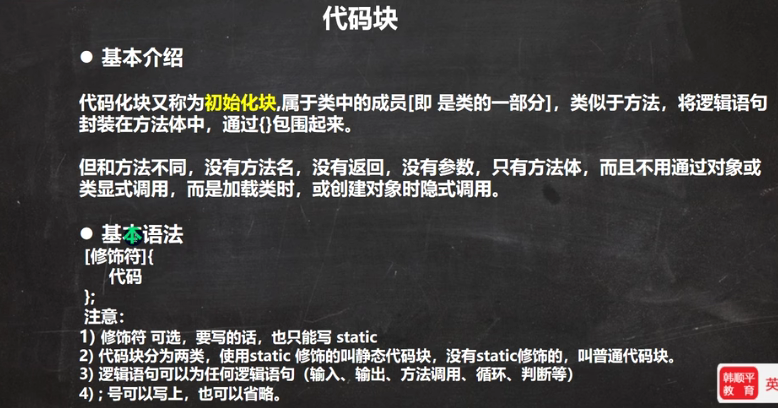 代码块
● 基本介绍
代码化块又称为初始化块,属于类中的成员[即 是类的一部分]，类似于方法，将逻辑语句
封装在方法体中，通过{}包围起来。
但和方法不同，没有方法名，没有返回，没有参数，只有方法体，而且不用通过对象或
类显式调用，而是加载类时，或创建对象时隐式调用。
● 基本语法
[修饰符]{
代码
};
注意：
1) 修饰符 可选，要写的话，也只能写 static
2) 代码块分为两类，使用static 修饰的叫静态代码块，没有static修饰的，叫普通代码块。
3) 逻辑语句可以为任何逻辑语句（输入、输出、方法调用、循环、判断等）
4) ; 号可以写上，也可以省略。
韩顺平
教育
英